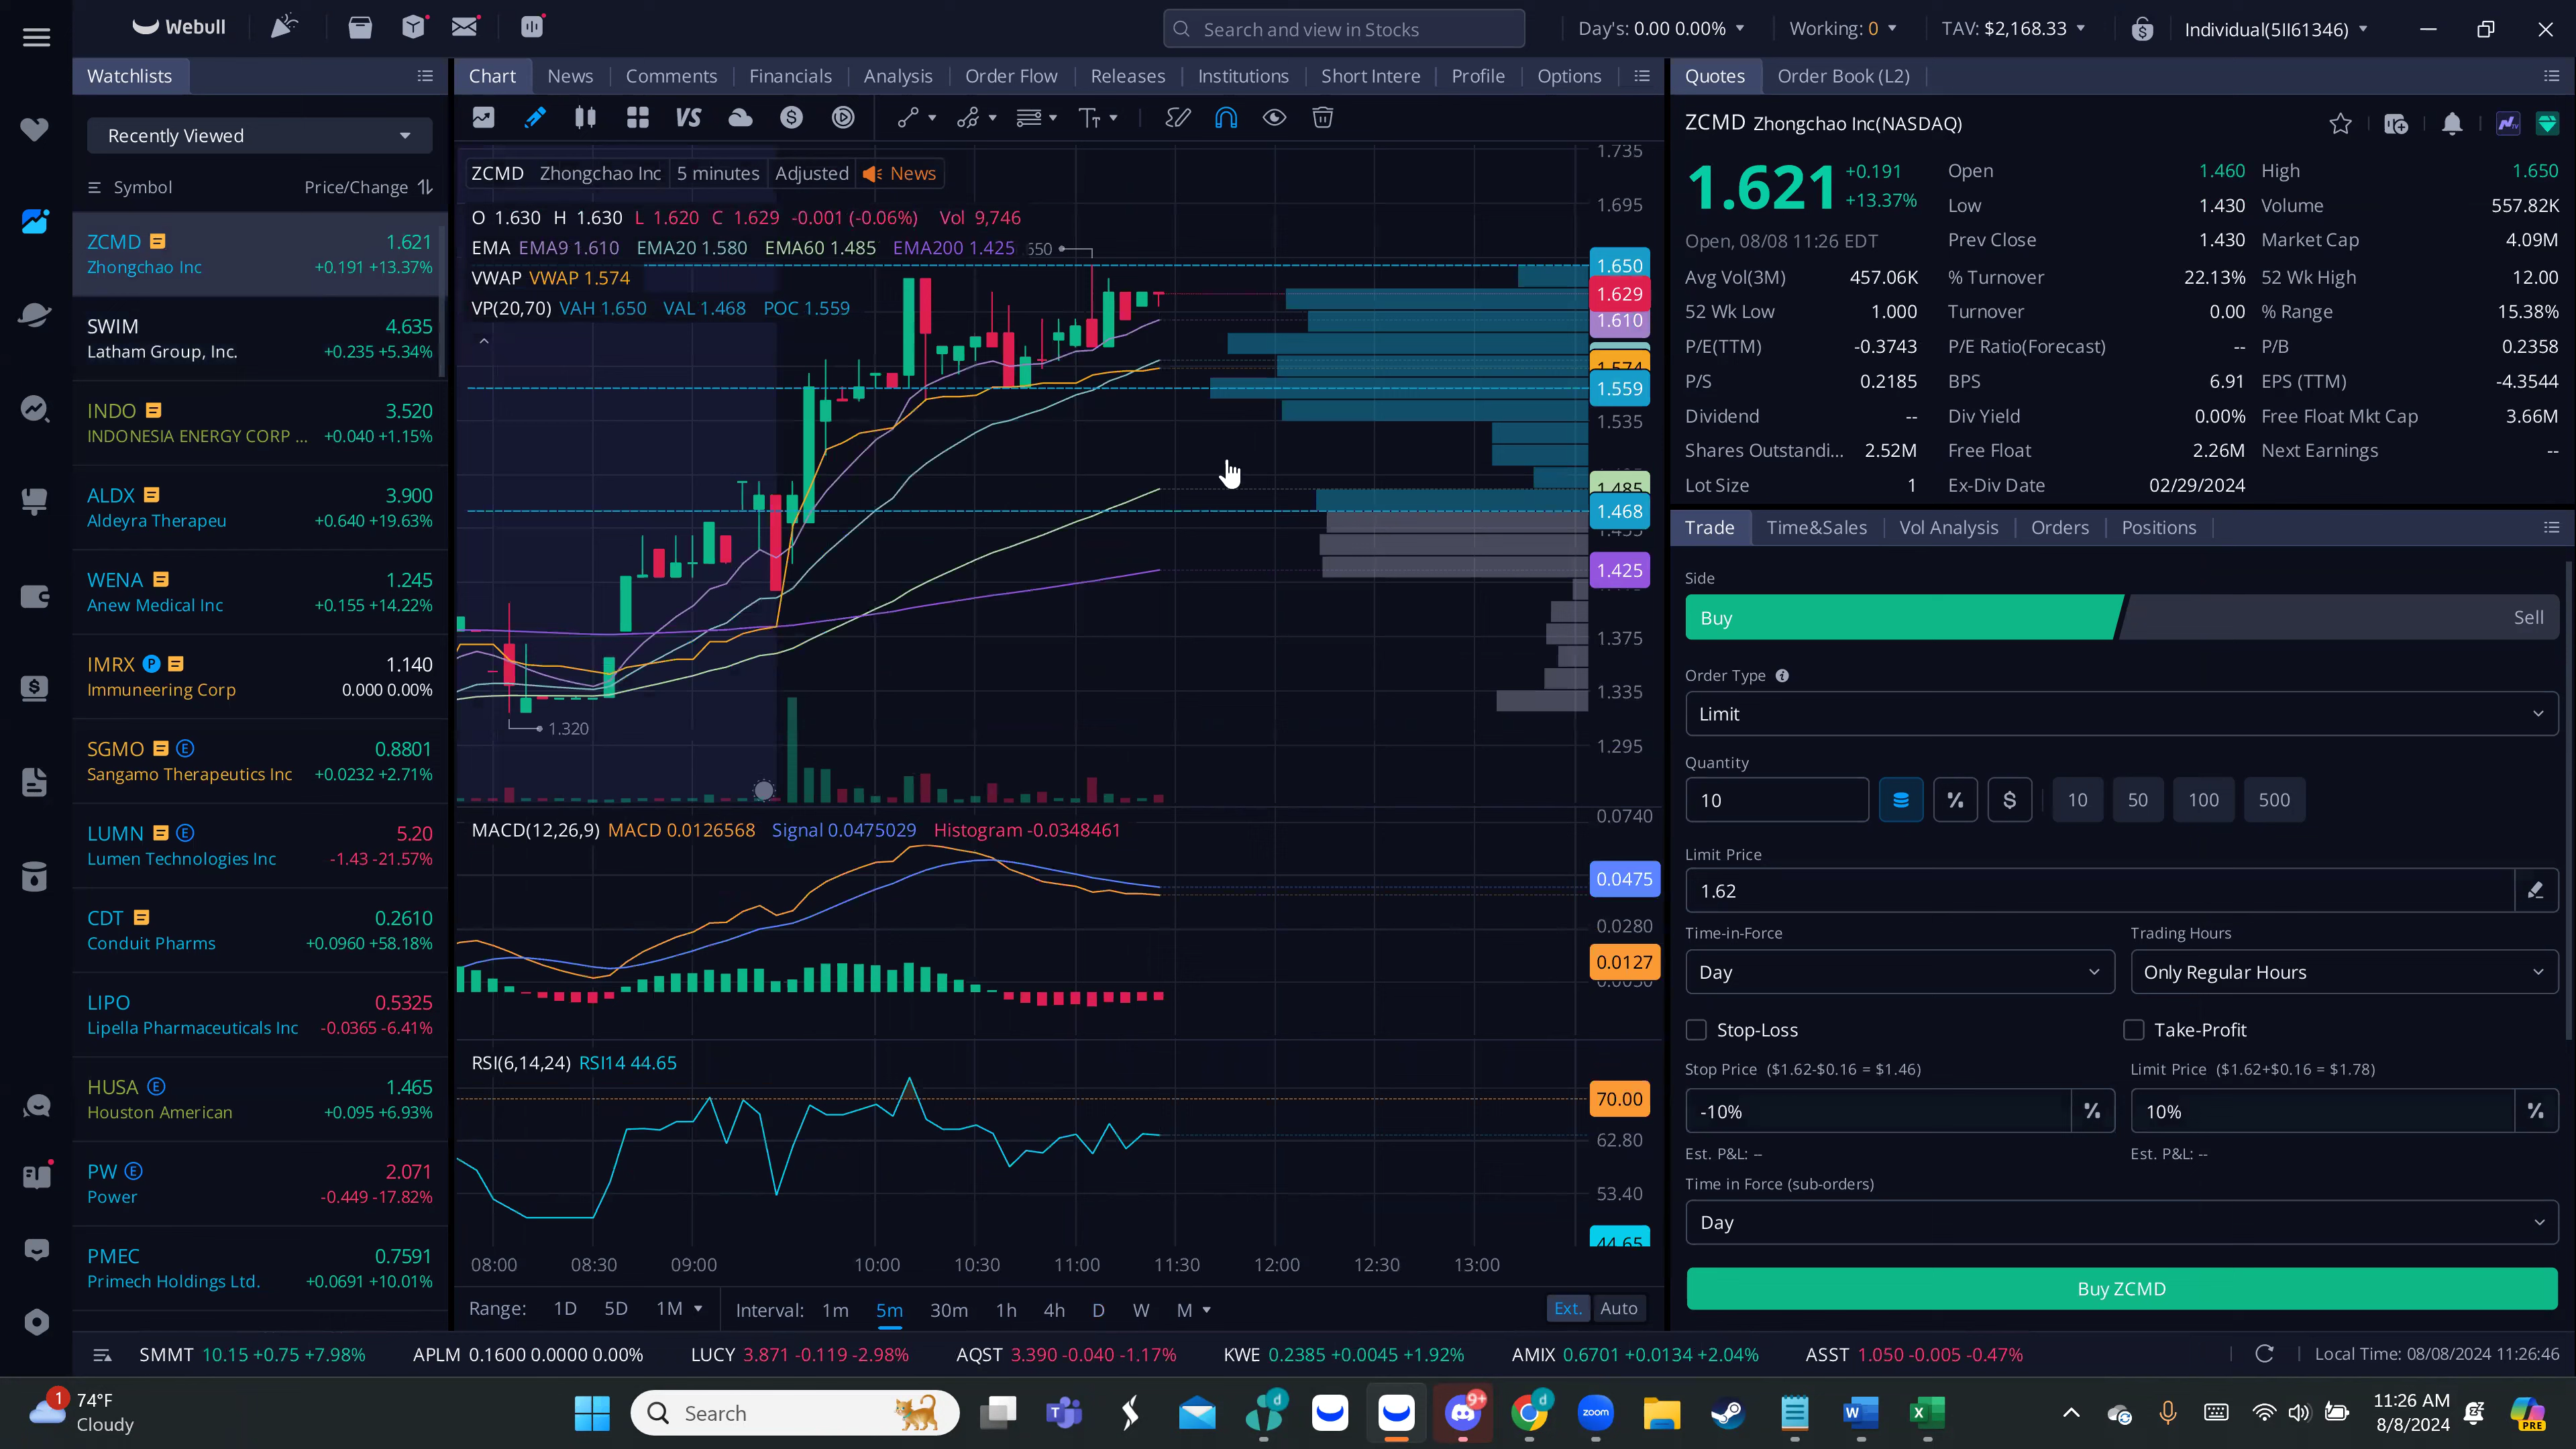 Webull
Search and view in Stocks
Day's: 0.00 0.00%
Working: 0
TAV: $2,168.33
Individual(5II61346)
Watchlists
Chart News Comments Financials Analysis Order Flow Releases Institutions Short Intere Profile Options
Quotes Order Book (L2)
Recently Viewed
Symbol Price/Change
ZCMD 1.621
Zhongchao Inc +0.191 +13.37%
SWIM 4.635
Latham Group, Inc. +0.235 +5.34%
INDO 3.520
INDONESIA ENERGY CORP ... +0.040 +1.15%
ALDX 3.900
Aldeyra Therapeu +0.640 +19.63%
WENA 1.245
Anew Medical Inc +0.155 +14.22%
IMRX P 1.140
Immuneering Corp 0.000 0.00%
SGMO E 0.8801
Sangamo Therapeutics Inc +0.0232 +2.71%
LUMN E 5.20
Lumen Technologies Inc -1.43 -21.57%
CDT 0.2610
Conduit Pharms +0.0960 +58.18%
LIPO 0.5325
Lipella Pharmaceuticals Inc -0.0365 -6.41%
HUSA E 1.465
Houston American +0.095 +6.93%
PW E 2.071
Power -0.449 -17.82%
PMEC 0.7591
Primech Holdings Ltd. +0.0691 +10.01%
VS
ZCMD Zhongchao Inc 5 minutes Adjusted News
O 1.630 H 1.630 L 1.620 C 1.629 -0.001 (-0.06%) Vol 9,746
EMA EMA9 1.610 EMA20 1.580 EMA60 1.485 EMA200 1.425
VWAP VWAP 1.574
VP(20,70) VAH 1.650 VAL 1.468 POC 1.559
1.735
1.695
1.650
1.629
1.610
1.574
1.559
1.535
1.485
1.468
1.425
1.375
1.335
1.295
1.320
MACD(12,26,9) MACD 0.0126568 Signal 0.0475029 Histogram -0.0348461
0.0740
0.0475
0.0280
0.0127
RSI(6,14,24) RSI14 44.65
70.00
62.80
53.40
44.65
08:00 08:30 09:00 10:00 10:30 11:00 11:30 12:00 12:30 13:00
Range: 1D 5D 1M Interval: 1m 5m 30m 1h 4h D W M Ext. Auto
ZCMD Zhongchao Inc(NASDAQ)
1.621 +0.191
+13.37%
Open, 08/08 11:26 EDT
Open 1.460 High 1.650
Low 1.430 Volume 557.82K
Prev Close 1.430 Market Cap 4.09M
Avg Vol(3M) 457.06K % Turnover 22.13% 52 Wk High 12.00
52 Wk Low 1.000 Turnover 0.00 % Range 15.38%
P/E(TTM) -0.3743 P/E Ratio(Forecast) -- P/B 0.2358
P/S 0.2185 BPS 6.91 EPS (TTM) -4.3544
Dividend -- Div Yield 0.00% Free Float Mkt Cap 3.66M
Shares Outstandi... 2.52M Free Float 2.26M Next Earnings --
Lot Size 1 Ex-Div Date 02/29/2024
Trade Time&Sales Vol Analysis Orders Positions
Side
Buy Sell
Order Type
Limit
Quantity
10 % $ 10 50 100 500
Limit Price
1.62
Time-in-Force Trading Hours
Day Only Regular Hours
Stop-Loss Take-Profit
Stop Price ($1.62-$0.16 = $1.46) Limit Price ($1.62+$0.16 = $1.78)
-10% % 10% %
Est. P&L: -- Est. P&L: --
Time in Force (sub-orders)
Day
Buy ZCMD
SMMT 10.15 +0.75 +7.98% APLM 0.1600 0.0000 0.00% LUCY 3.871 -0.119 -2.98% AQST 3.390 -0.040 -1.17% KWE 0.2385 +0.0045 +1.92% AMIX 0.6701 +0.0134 +2.04% ASST 1.050 -0.005 -0.47% Local Time: 08/08/2024 11:26:46
1 74°F
Cloudy
Search
d
9+
d
zoom
11:26 AM
8/8/2024
PRE